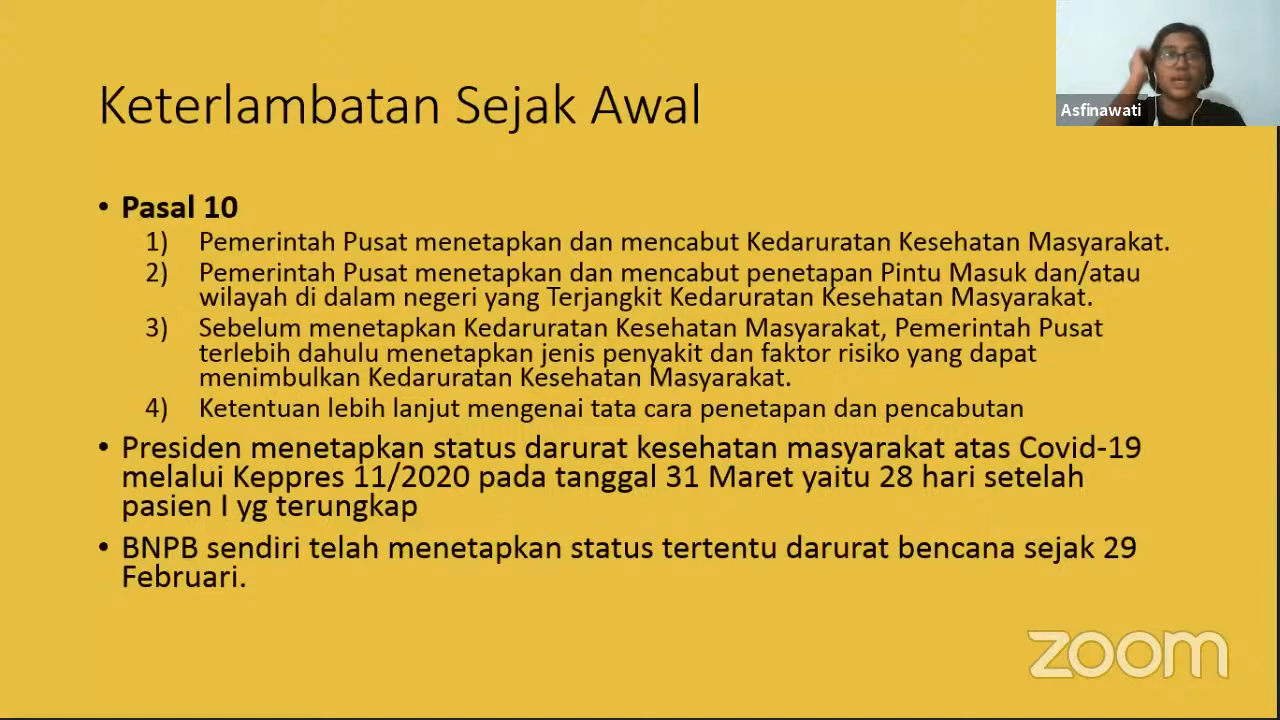 Keterlambatan Sejak Awal
Asfinawati
• Pasal 10
1) Pemerintah Pusat menetapkan dan mencabut Kedaruratan Kesehatan Masyarakat.
2) Pemerintah Pusat menetapkan dan mencabut penetapan Pintu Masuk dan/atau
wilayah di dalam negeri yang Terjangkit Kedaruratan Kesehatan Masyarakat.
3) Sebelum menetapkan Kedaruratan Kesehatan Masyarakat, Pemerintah Pusat
terlebih dahulu menetapkan jenis penyakit dan faktor risiko yang dapat
menimbulkan Kedaruratan Kesehatan Masyarakat.
4) Ketentuan lebih lanjut mengenai tata cara penetapan dan pencabutan
• Presiden menetapkan status darurat kesehatan masyarakat atas Covid-19
melalui Keppres 11/2020 pada tanggal 31 Maret yaitu 28 hari setelah
pasien I yg terungkap
• BNPB sendiri telah menetapkan status tertentu darurat bencana sejak 29
Februari.
zoom